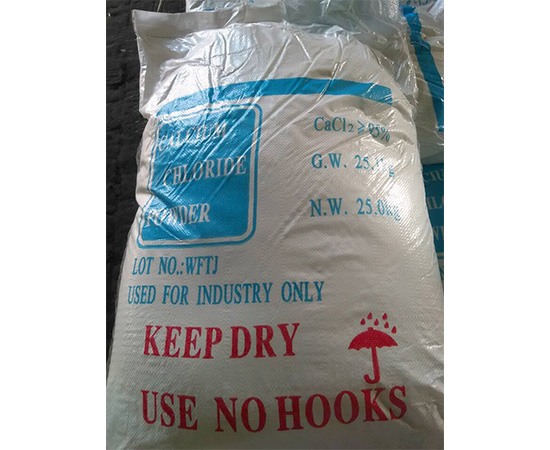 CALCIUM
CHLORIDE
POWDER
CaCl₂ ≥ 95%
G.W. 25.1kg
N.W. 25.0kg
LOT NO.:WFTJ
USED FOR INDUSTRY ONLY
KEEP DRY
USE NO HOOKS